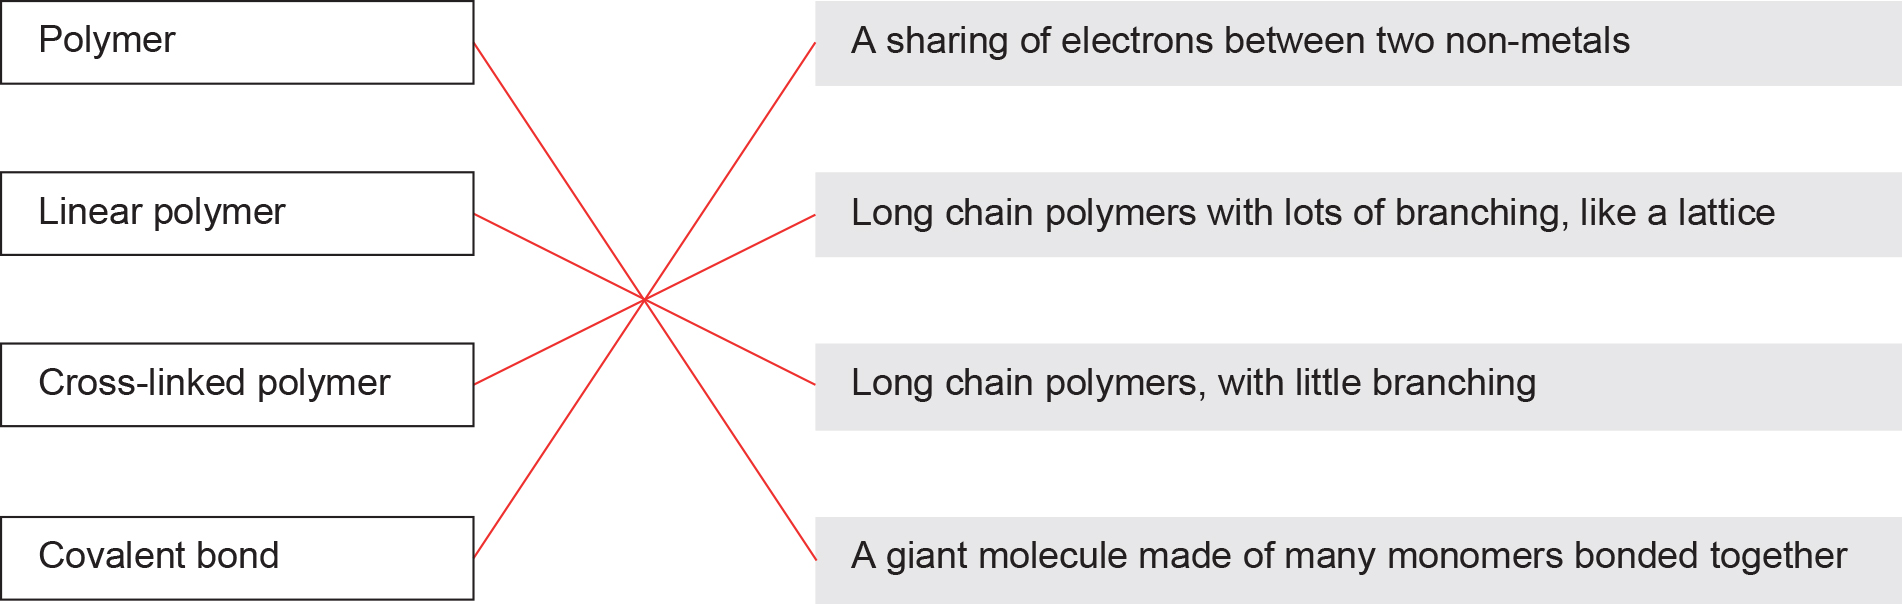 Polymer
A sharing of electrons between two non-metals
Linear polymer
Long chain polymers with lots of branching, like a lattice
Cross-linked polymer
Long chain polymers, with little branching
Covalent bond
A giant molecule made of many monomers bonded together